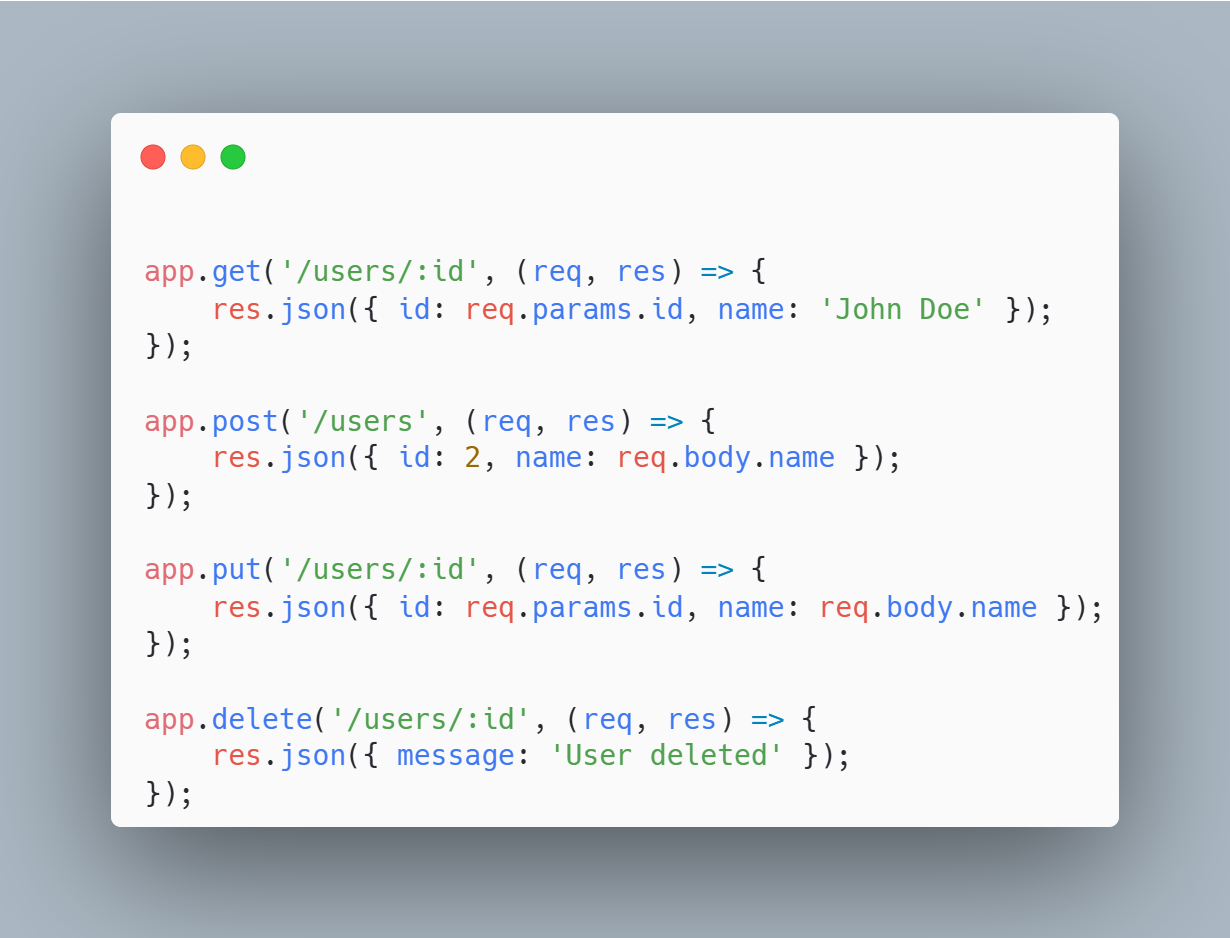 app.get('/users/:id', (req, res) => {
    res.json({ id: req.params.id, name: 'John Doe' });
});

app.post('/users', (req, res) => {
    res.json({ id: 2, name: req.body.name });
});

app.put('/users/:id', (req, res) => {
    res.json({ id: req.params.id, name: req.body.name });
});

app.delete('/users/:id', (req, res) => {
    res.json({ message: 'User deleted' });
});